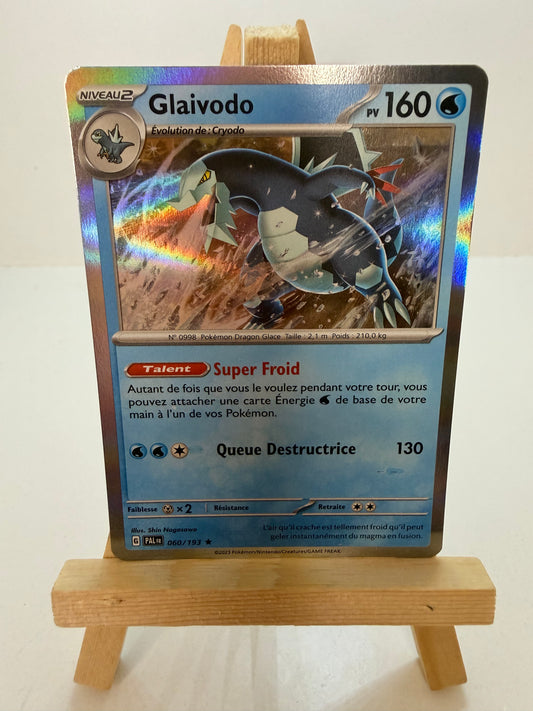 NIVEAU 2 Glaivodo PV 160
Évolution de : Cryodo
N° 0998 Pokémon Dragon Glace Taille : 2,1 m Poids : 210,0 kg
Talent Super Froid
Autant de fois que vous le voulez pendant votre tour, vous
pouvez attacher une carte Énergie de base de votre
main à l'un de vos Pokémon.
Queue Destructrice 130
Faiblesse ×2 Résistance Retraite
Illus. Shin Nagasawa
L'air qu'il crache est tellement froid qu'il peut
geler instantanément du magma en fusion.
G PAL FR 060/193 ★
©2023 Pokémon/Nintendo/Creatures/GAME FREAK